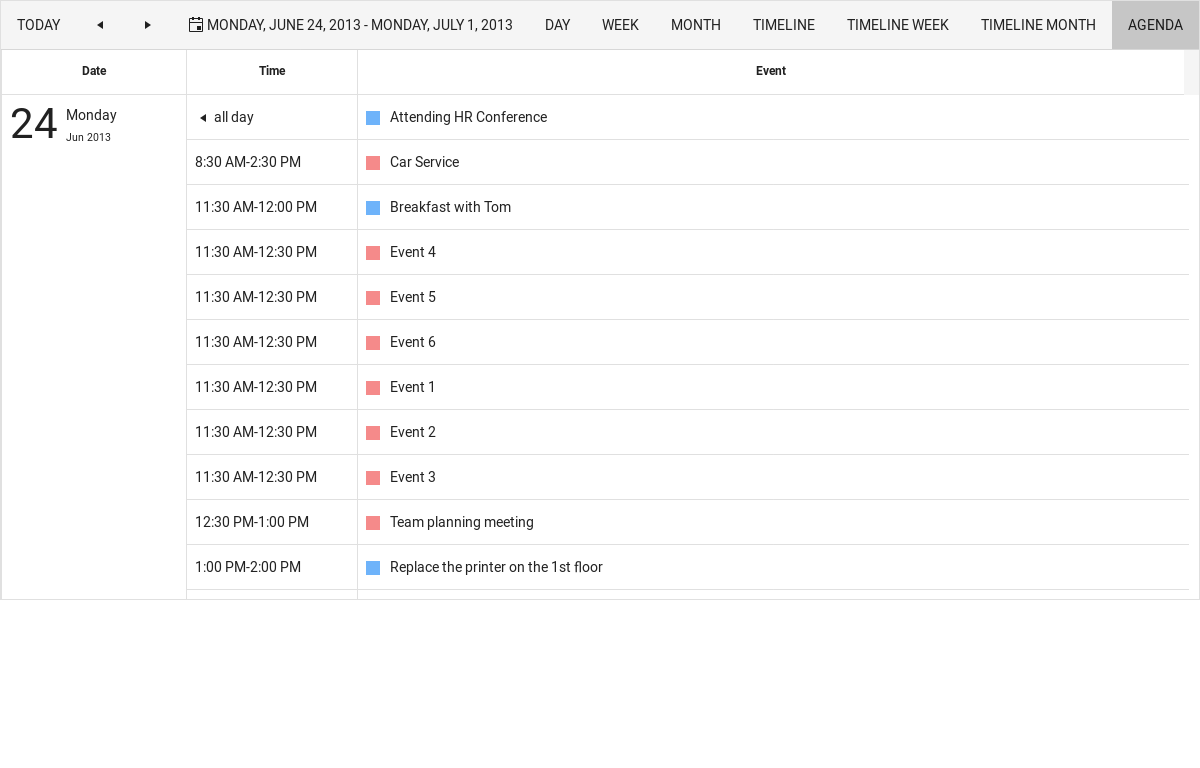 TODAY MONDAY, JUNE 24, 2013 - MONDAY, JULY 1, 2013 DAY WEEK MONTH TIMELINE TIMELINE WEEK TIMELINE MONTH AGENDA
Date Time Event
24 Monday
Jun 2013
all day Attending HR Conference
8:30 AM-2:30 PM Car Service
11:30 AM-12:00 PM Breakfast with Tom
11:30 AM-12:30 PM Event 4
11:30 AM-12:30 PM Event 5
11:30 AM-12:30 PM Event 6
11:30 AM-12:30 PM Event 1
11:30 AM-12:30 PM Event 2
11:30 AM-12:30 PM Event 3
12:30 PM-1:00 PM Team planning meeting
1:00 PM-2:00 PM Replace the printer on the 1st floor